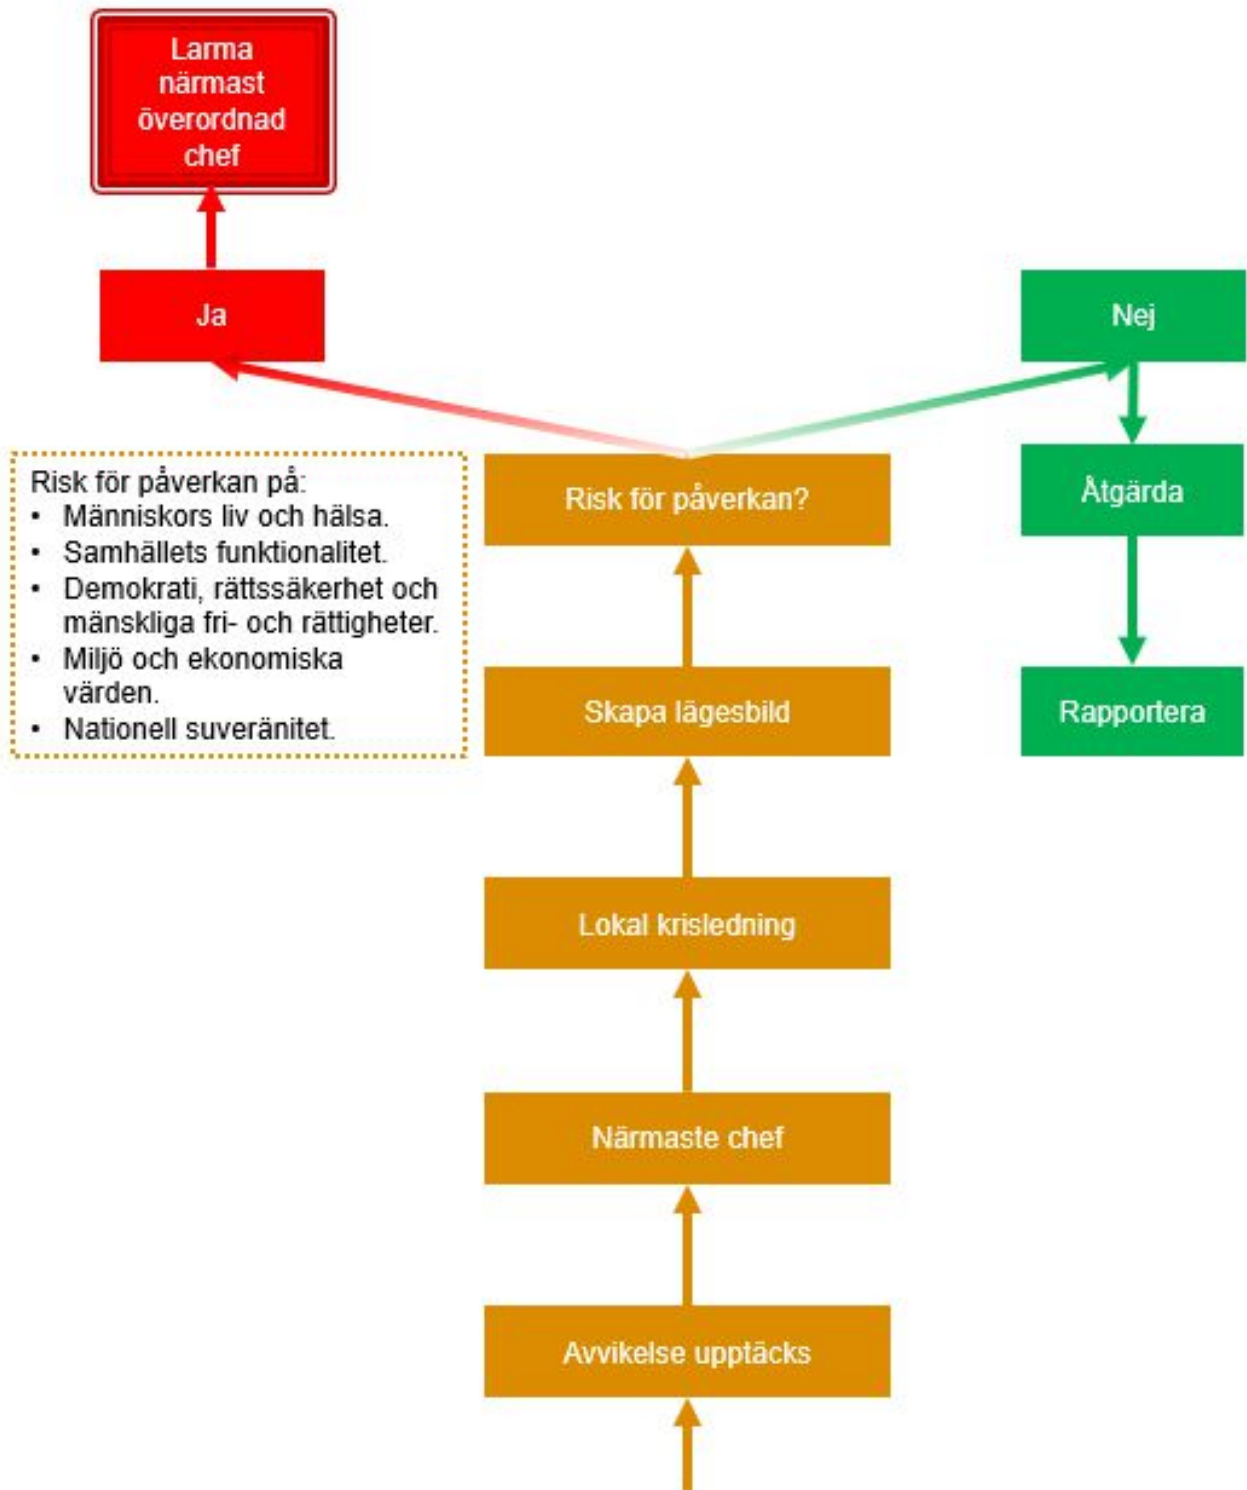 Larma
närmast
överordnad
chef
Ja
Nej
Risk för påverkan på:
• Människors liv och hälsa.
• Samhällets funktionalitet.
• Demokrati, rättssäkerhet och
mänskliga fri- och rättigheter.
• Miljö och ekonomiska
värden.
• Nationell suveränitet.
Risk för påverkan?
Åtgärda
Skapa lägesbild
Rapportera
Lokal krisledning
Närmaste chef
Avvikelse upptäcks